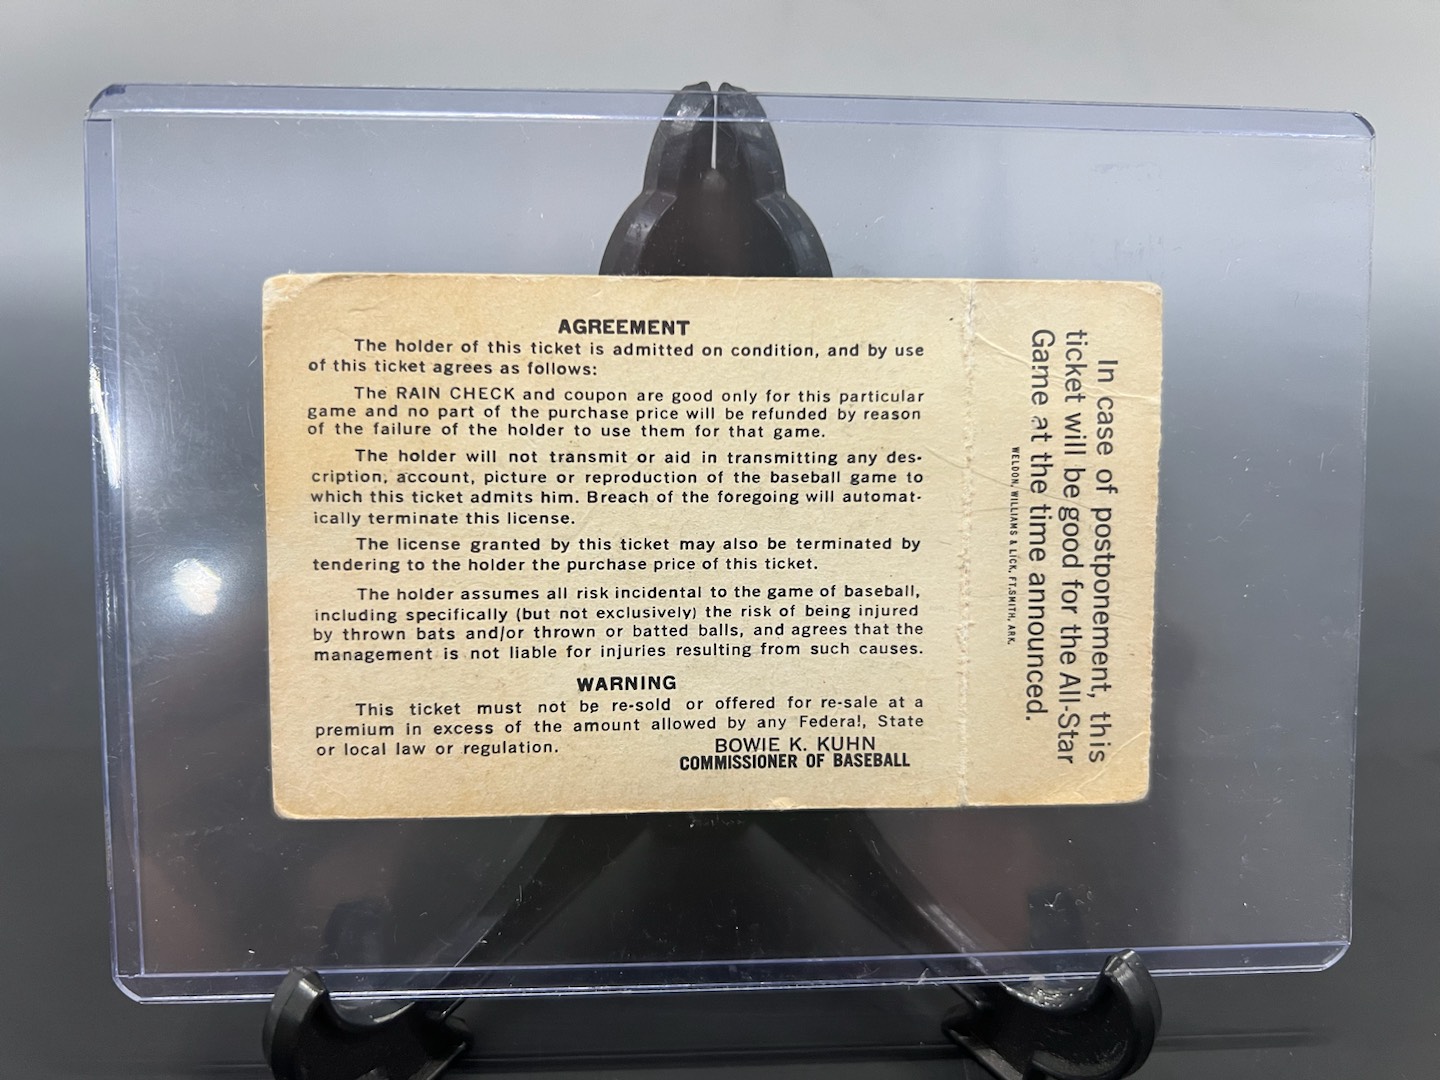 AGREEMENT
The holder of this ticket is admitted on condition, and by use
of this ticket agrees as follows:
The RAIN CHECK and coupon are good only for this particular
game and no part of the purchase price will be refunded by reason
of the failure of the holder to use them for that game.
The holder will not transmit or aid in transmitting any des-
cription, account, picture or reproduction of the baseball game to
which this ticket admits him. Breach of the foregoing will automat-
ically terminate this license.
The license granted by this ticket may also be terminated by
tendering to the holder the purchase price of this ticket.
The holder assumes all risk incidental to the game of baseball,
including specifically (but not exclusively) the risk of being injured
by thrown bats and/or thrown or batted balls, and agrees that the
management is not liable for injuries resulting from such causes.
WARNING
This ticket must not be re-sold or offered for re-sale at a
premium in excess of the amount allowed by any Federal, State
or local law or regulation.
BOWIE K. KUHN
COMMISSIONER OF BASEBALL
In case of postponement, this
ticket will be good for the All-Star
Game at the time announced.
WELDON, WILLIAMS & LICK, FT. SMITH, ARK.